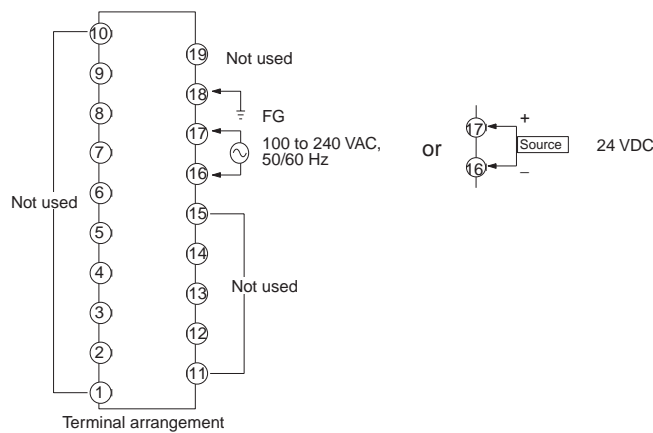 10
9
8
7
6
5
4
3
2
1
Not used
19
18
17
16
15
14
13
12
11
Not used
FG
100 to 240 VAC,
50/60 Hz
Not used
or
17
16
+
–
Source
24 VDC
Terminal arrangement